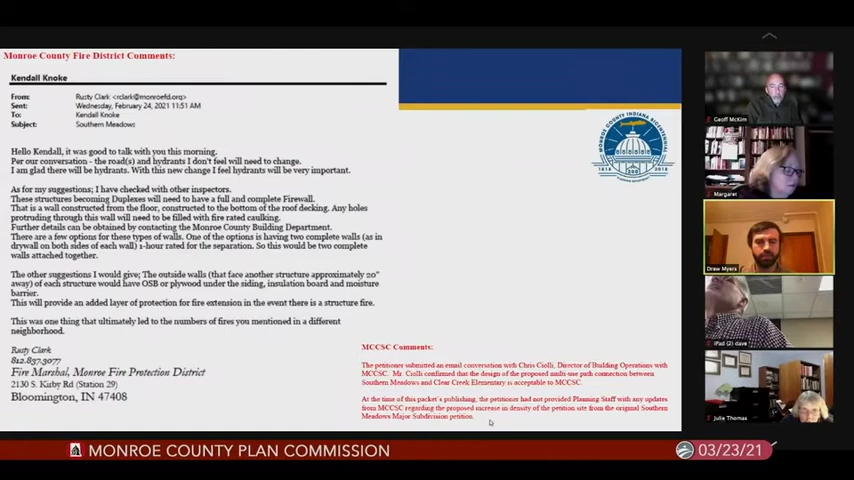 Monroe County Fire District Comments:
Kendall Knoke
From: Rusty Clark <rclark@monroefd.org>
Sent: Wednesday, February 24, 2021 11:51 AM
To: Kendall Knoke
Subject: Southern Meadows
Hello Kendall, it was good to talk with you this morning.
Per our conversation - the road(s) and hydrants I don't feel will need to change.
I am glad there will be hydrants. With this new change I feel hydrants will be very important.
As for my suggestions; I have checked with other inspectors.
These structures becoming Duplexes will need to have a full and complete Firewall.
That is a wall constructed from the floor, constructed to the bottom of the roof decking. Any holes
protruding through this wall will need to be filled with fire rated caulking.
Further details can be obtained by contacting the Monroe County Building Department.
There are a few options for these types of walls. One of the options is having two complete walls (as in
drywall on both sides of each wall) 1-hour rated for the separation. So this would be two complete
walls attached together.
The other suggestions I would give; The outside walls (that face another structure approximately 20"
away) of each structure would have OSB or plywood under the siding, insulation board and moisture
barrier.
This will provide an added layer of protection for fire extension in the event there is a structure fire.
This was one thing that ultimately led to the numbers of fires you mentioned in a different
neighborhood.
Rusty Clark
812.837.3077
Fire Marshal, Monroe Fire Protection District
2130 S. Kirby Rd (Station 29)
Bloomington, IN 47408
MCCSC Comments:
The petitioner submitted an email conversation with Chris Ciolli, Director of Building Operations with
MCCSC. Mr. Ciolli confirmed that the design of the proposed multi-use path connection between
Southern Meadows and Clear Creek Elementary is acceptable to MCCSC.
At the time of this packet's publishing, the petitioner had not provided Planning Staff with any updates
from MCCSC regarding the proposed increase in density of the petition site from the original Southern
Meadows Major Subdivision petition.
MONROE COUNTY INDIANA BICENTENNIAL
1818 200 2018
Geoff McKim
Margaret
Drew Myers
iPad (2) dave
Julie Thomas
MONROE COUNTY PLAN COMMISSION
03/23/21